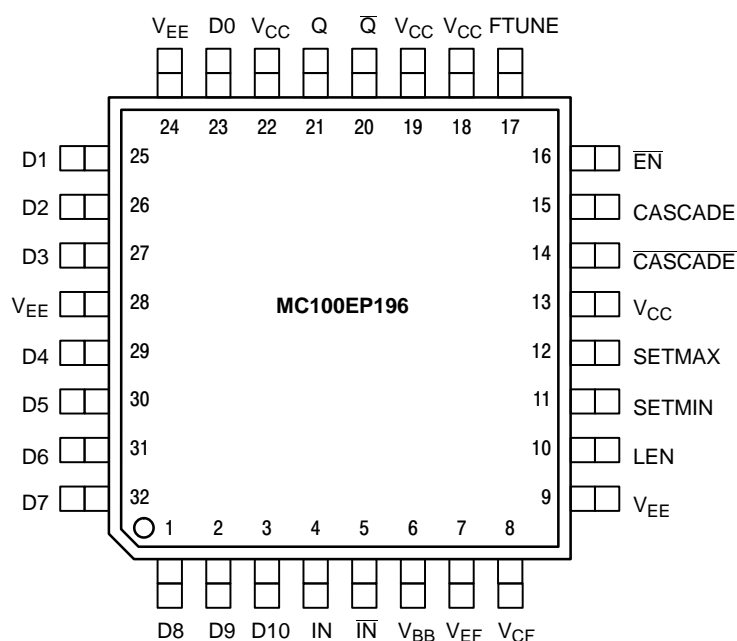 VEE D0 VCC Q Q̅ VCC VCC FTUNE
24 23 22 21 20 19 18 17
D1 25 16 E̅N̅
D2 26 15 CASCADE
D3 27 14 C̅A̅S̅C̅A̅D̅E̅
VEE 28 MC100EP196 13 VCC
D4 29 12 SETMAX
D5 30 11 SETMIN
D6 31 10 LEN
D7 32 9 VEE
1 2 3 4 5 6 7 8
D8 D9 D10 IN I̅N̅ VBB VEF VCF